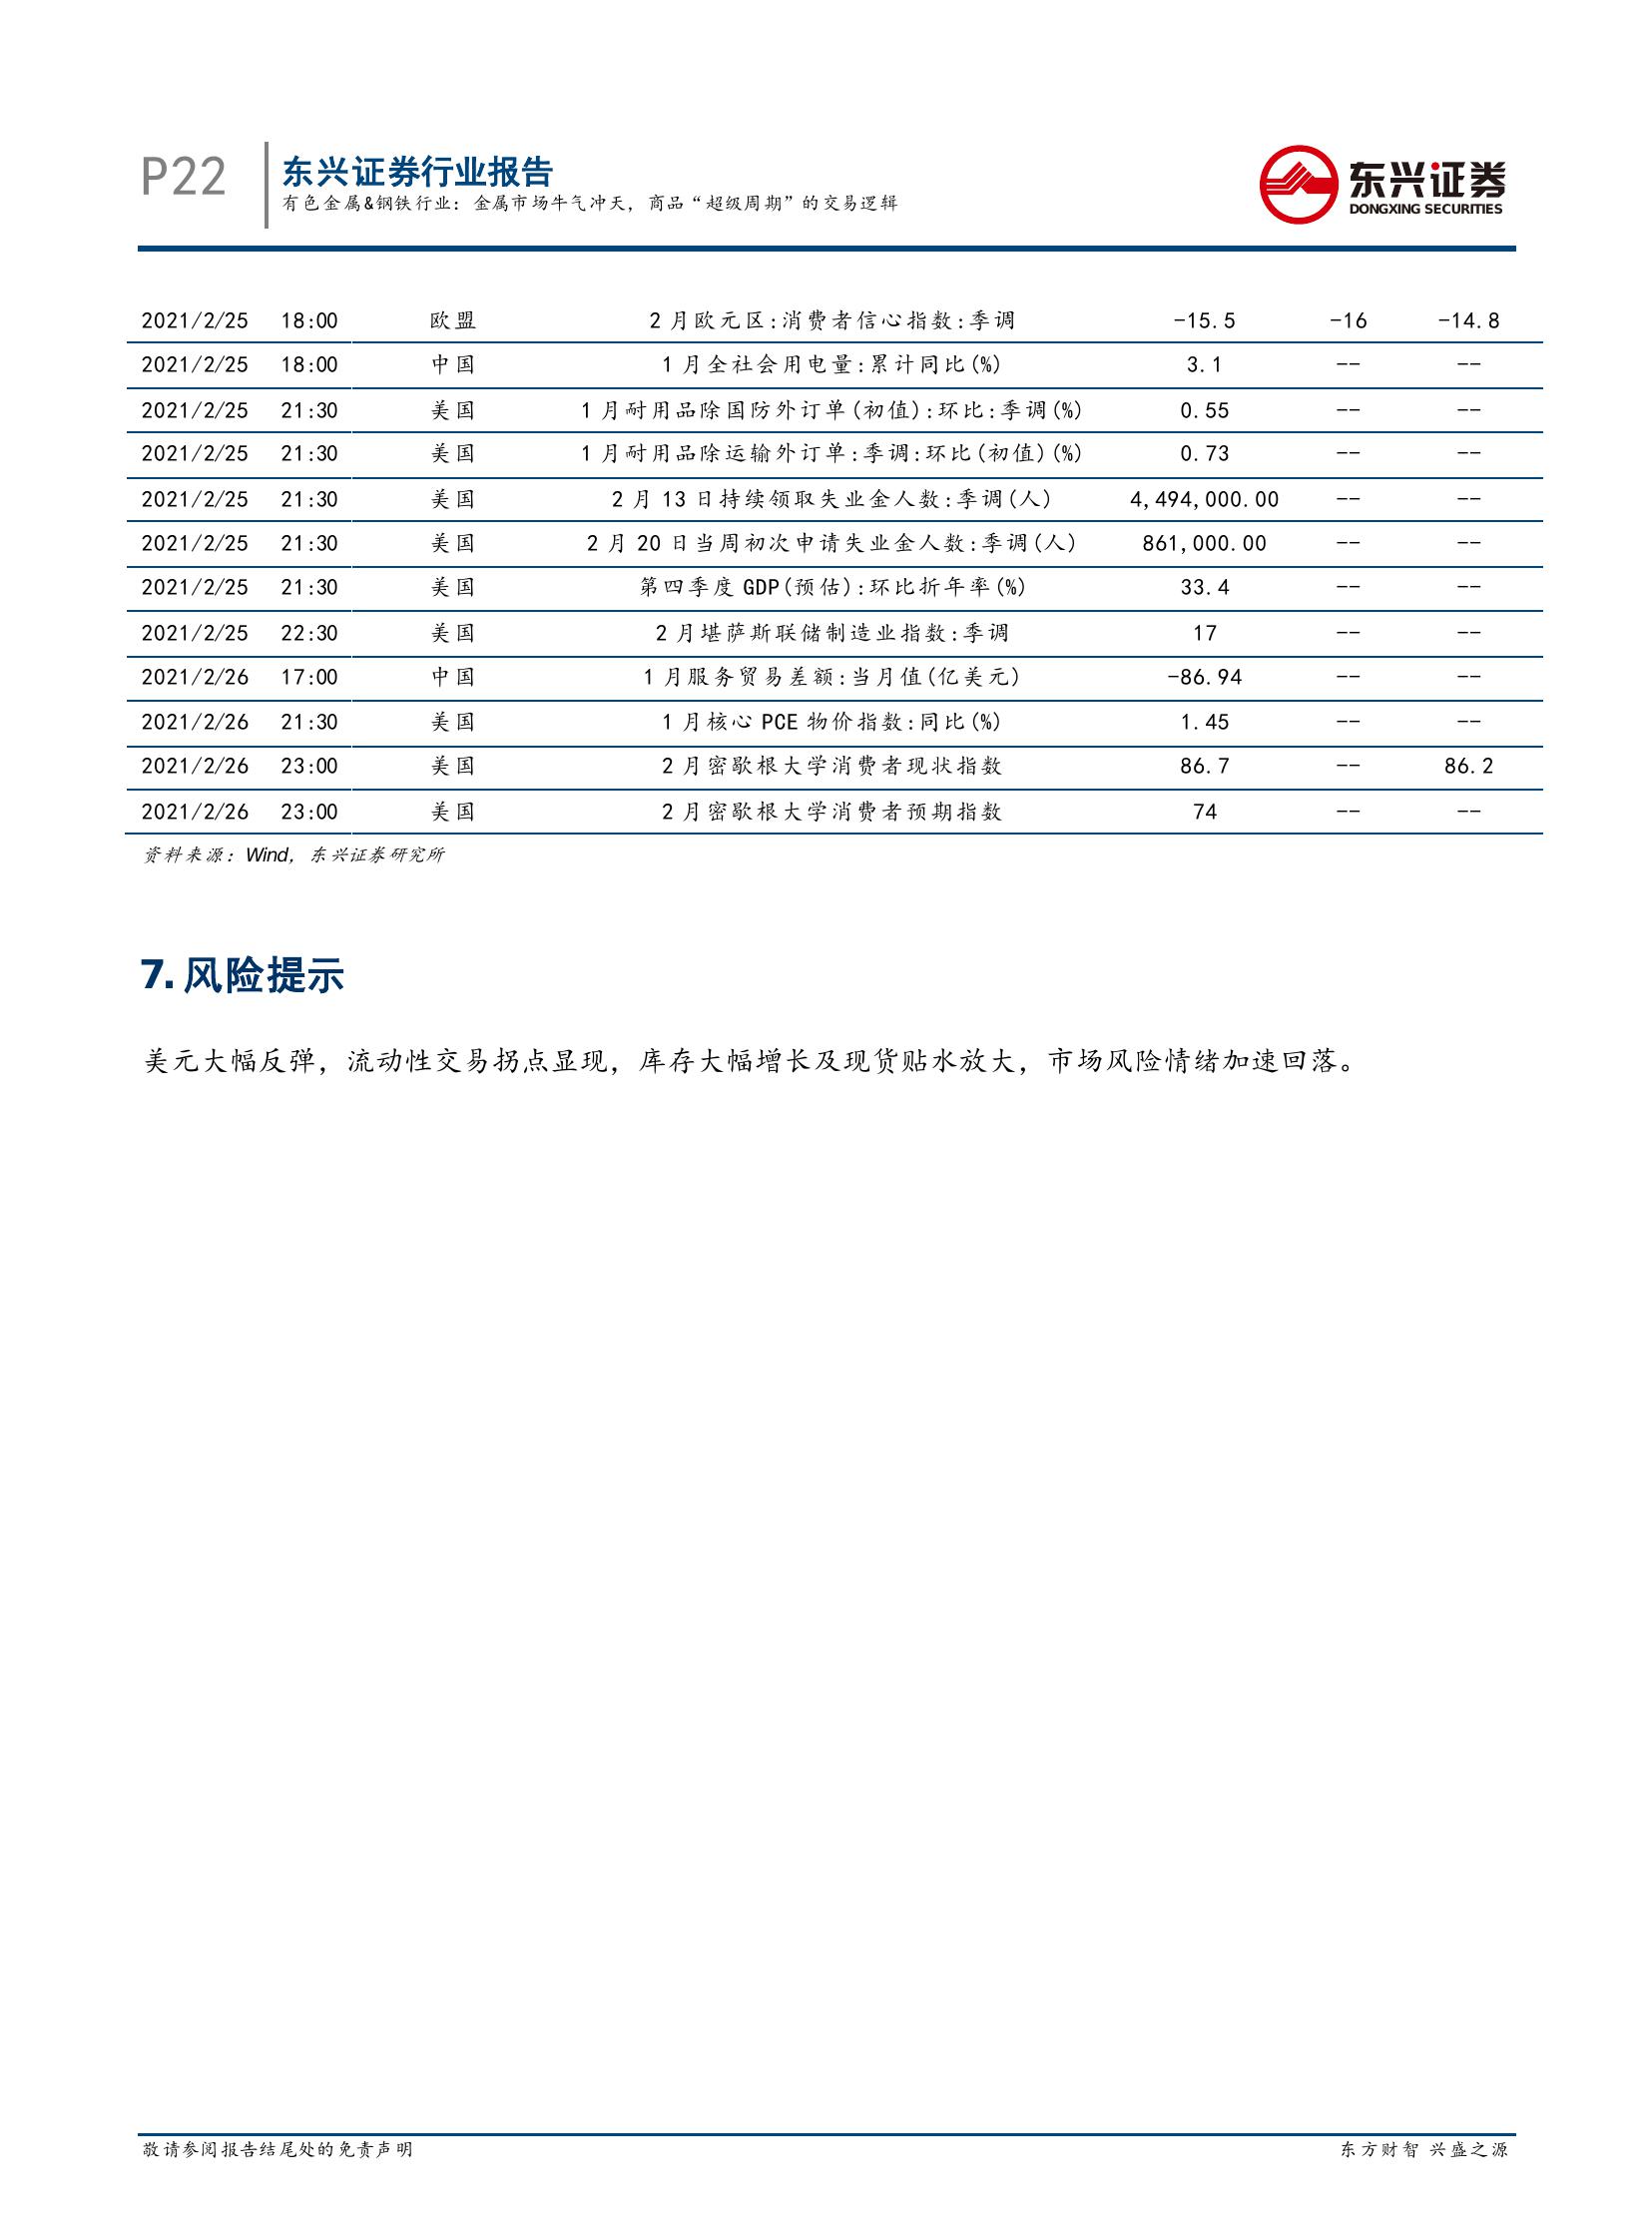 P22
东兴证券行业报告
有色金属&钢铁行业：金属市场牛气冲天，商品“超级周期”的交易逻辑
东兴证券
DONGXING SECURITIES
2021/2/25 18:00 欧盟 2 月欧元区:消费者信心指数:季调 -15.5 -16 -14.8
2021/2/25 18:00 中国 1 月全社会用电量:累计同比(%) 3.1 -- --
2021/2/25 21:30 美国 1 月耐用品除国防外订单(初值):环比:季调(%) 0.55 -- --
2021/2/25 21:30 美国 1 月耐用品除运输外订单:季调:环比(初值)(%) 0.73 -- --
2021/2/25 21:30 美国 2 月 13 日持续领取失业金人数:季调(人) 4,494,000.00 -- --
2021/2/25 21:30 美国 2 月 20 日当周初次申请失业金人数:季调(人) 861,000.00 -- --
2021/2/25 21:30 美国 第四季度 GDP(预估):环比折年率(%) 33.4 -- --
2021/2/25 22:30 美国 2 月堪萨斯联储制造业指数:季调 17 -- --
2021/2/26 17:00 中国 1 月服务贸易差额:当月值(亿美元) -86.94 -- --
2021/2/26 21:30 美国 1 月核心 PCE 物价指数:同比(%) 1.45 -- --
2021/2/26 23:00 美国 2 月密歇根大学消费者现状指数 86.7 -- 86.2
2021/2/26 23:00 美国 2 月密歇根大学消费者预期指数 74 -- --
资料来源：Wind，东兴证券研究所
7. 风险提示
美元大幅反弹，流动性交易拐点显现，库存大幅增长及现货贴水放大，市场风险情绪加速回落。
敬请参阅报告结尾处的免责声明
东方财智 兴盛之源